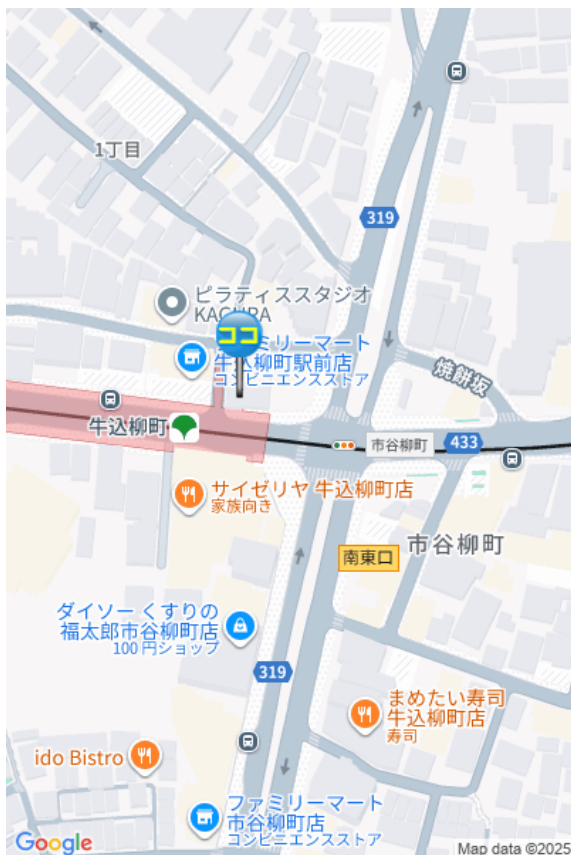 1丁目
319
ピラティススタジオ
KAGURA
ココ
ファミリーマート
牛込柳町駅前店
コンビニエンスストア
焼餅坂
牛込柳町
市谷柳町
433
サイゼリヤ 牛込柳町店
家族向き
南東口
市谷柳町
ダイソー くすりの
福太郎市谷柳町店
100 円ショップ
319
まめたい寿司
牛込柳町店
寿司
ido Bistro
ファミリーマート
市谷柳町店
コンビニエンスストア
Google
Map data ©2025